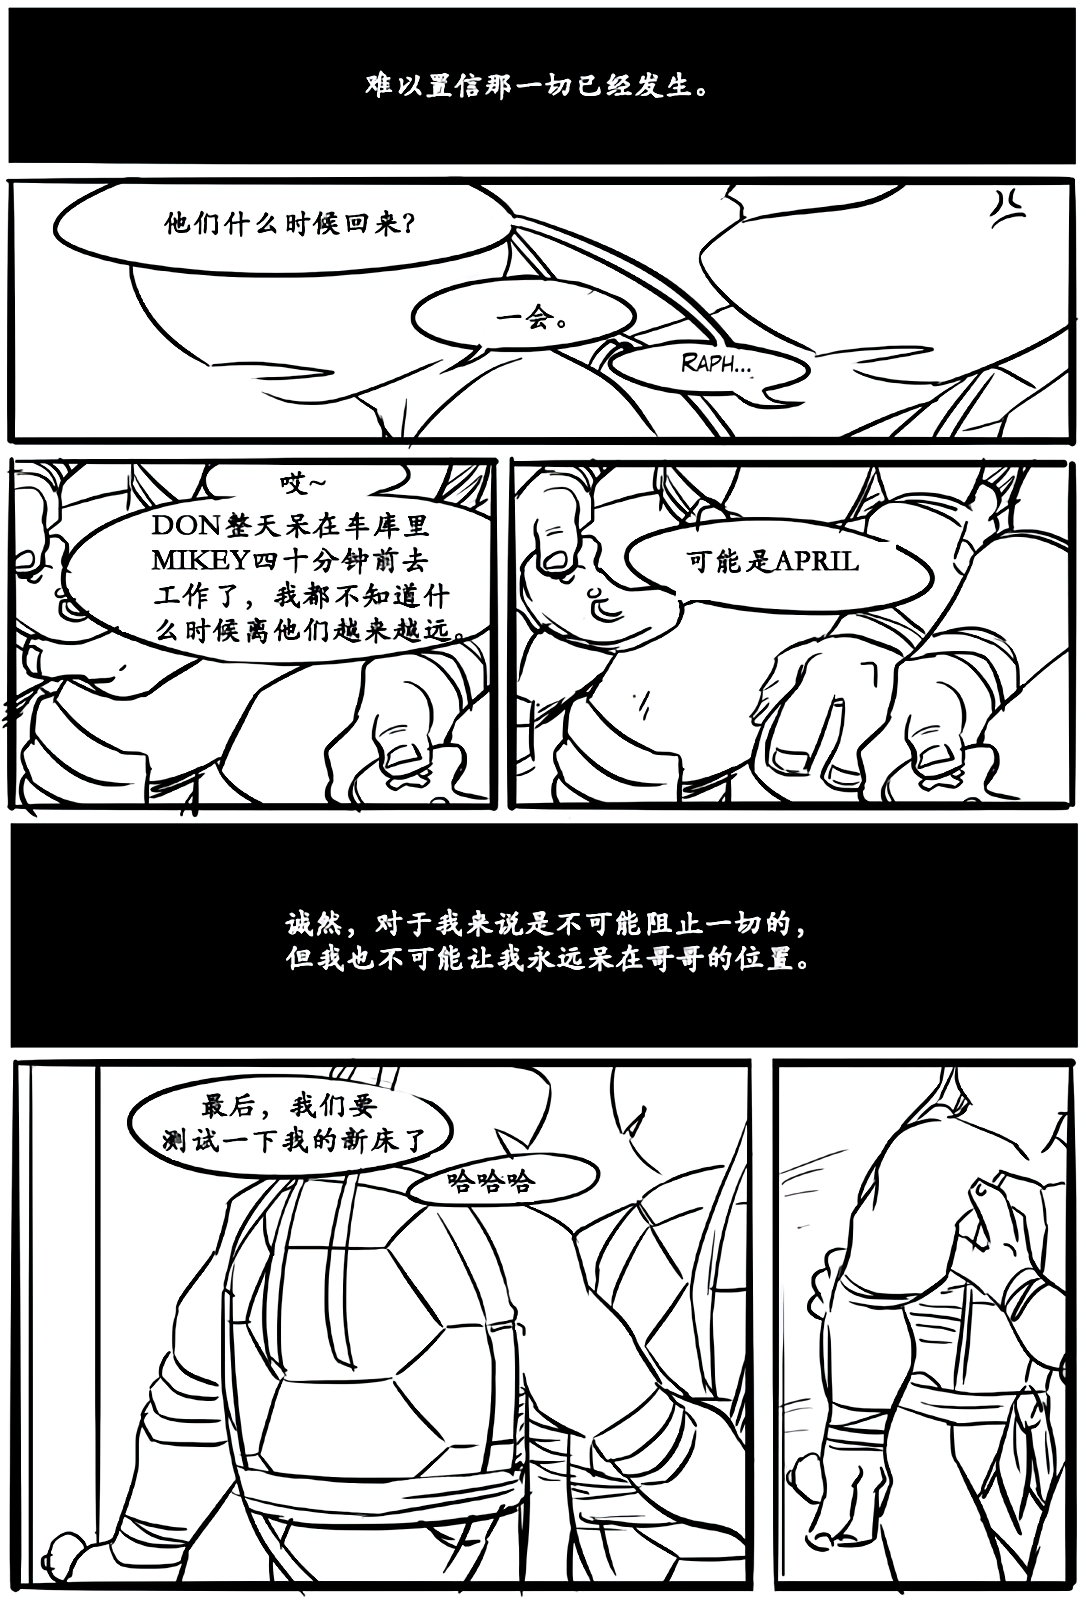 难以置信那一切已经发生。
他们什么时候回来?
一会。
RAPH...
哎~
DON整天呆在车库里
MIKEY四十分钟前去
工作了，我都不知道什
么时候离他们越来越远。
可能是APRIL
诚然，对于我来说是不可能阻止一切的，
但我也不可能让我永远呆在哥哥的位置。
最后，我们要
测试一下我的新床了
哈哈哈